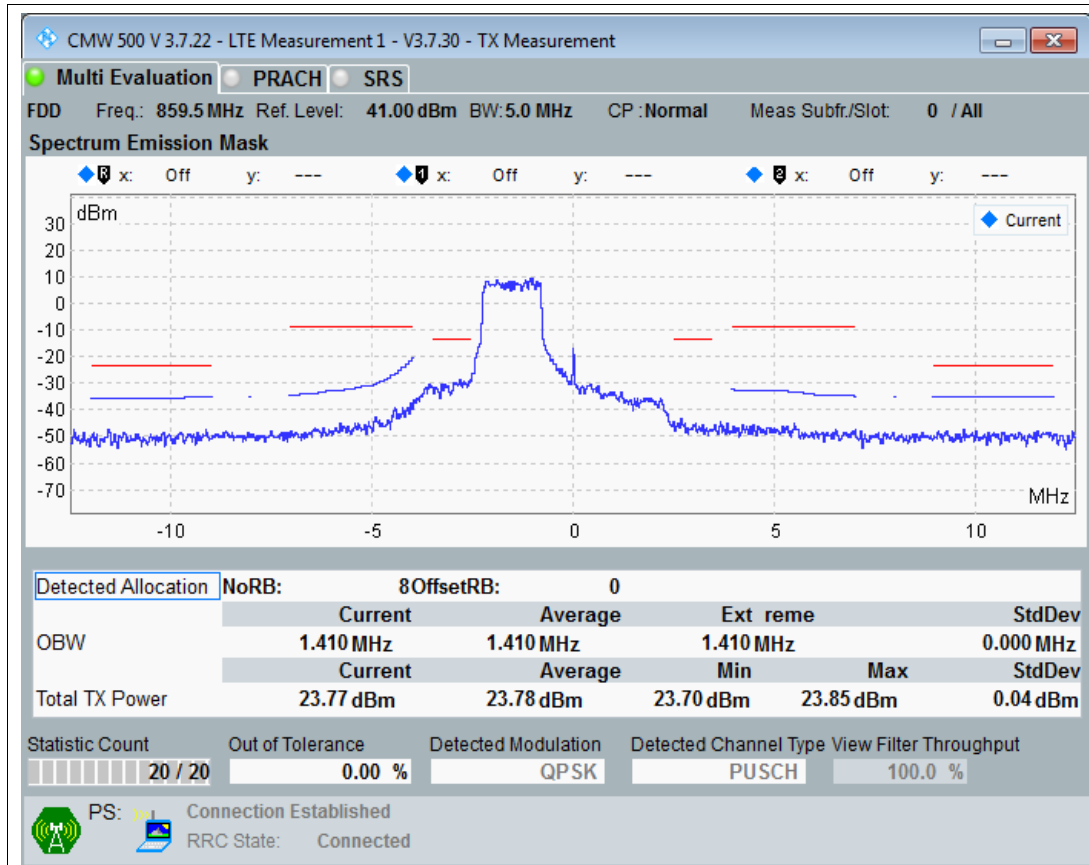 CMW 500 V 3.7.22 - LTE Measurement 1 - V3.7.30 - TX Measurement
Multi Evaluation PRACH SRS
FDD Freq.: 859.5 MHz Ref. Level: 41.00 dBm BW: 5.0 MHz CP : Normal Meas Subfr./Slot: 0 / All
Spectrum Emission Mask
R x: Off y: --- 1 x: Off y: --- 2 x: Off y: ---
dBm
Current
30
20
10
0
-10
-20
-30
-40
-50
-60
-70
MHz
-10 -5 0 5 10
Detected Allocation NoRB: 8 OffsetRB: 0
Current Average Ext reme StdDev
OBW 1.410 MHz 1.410 MHz 1.410 MHz 0.000 MHz
Current Average Min Max StdDev
Total TX Power 23.77 dBm 23.78 dBm 23.70 dBm 23.85 dBm 0.04 dBm
Statistic Count Out of Tolerance Detected Modulation Detected Channel Type View Filter Throughput
20 / 20 0.00 % QPSK PUSCH 100.0 %
PS: Connection Established
RRC State: Connected